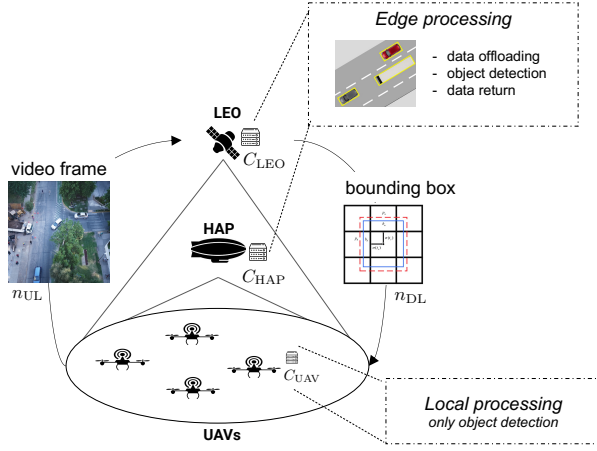 Edge processing
- data offloading
- object detection
- data return
LEO
C_LEO
video frame
bounding box
HAP
C_HAP
n_UL
n_DL
C_UAV
UAVs
Local processing
only object detection